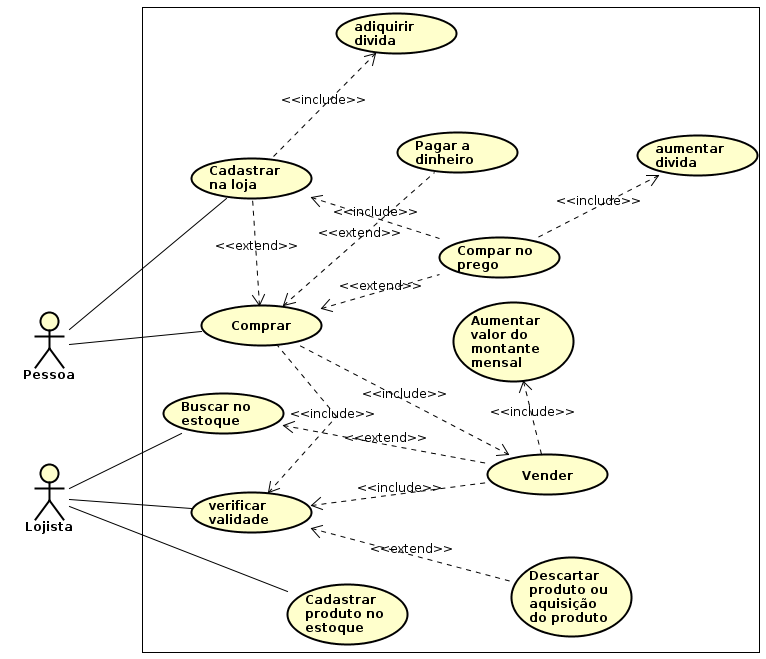 adiquirir
divida
<<include>>
Pagar a
dinheiro
aumentar
divida
Cadastrar
na loja
<<include>>
<<include>>
<<extend>>
<<extend>>
Compar no
prego
<<extend>>
Comprar
Aumentar
valor do
montante
mensal
Pessoa
<<include>>
Buscar no
estoque
<<include>>
<<include>>
<<extend>>
Vender
<<include>>
verificar
validade
Lojista
<<extend>>
Descartar
produto ou
aquisição
do produto
Cadastrar
produto no
estoque